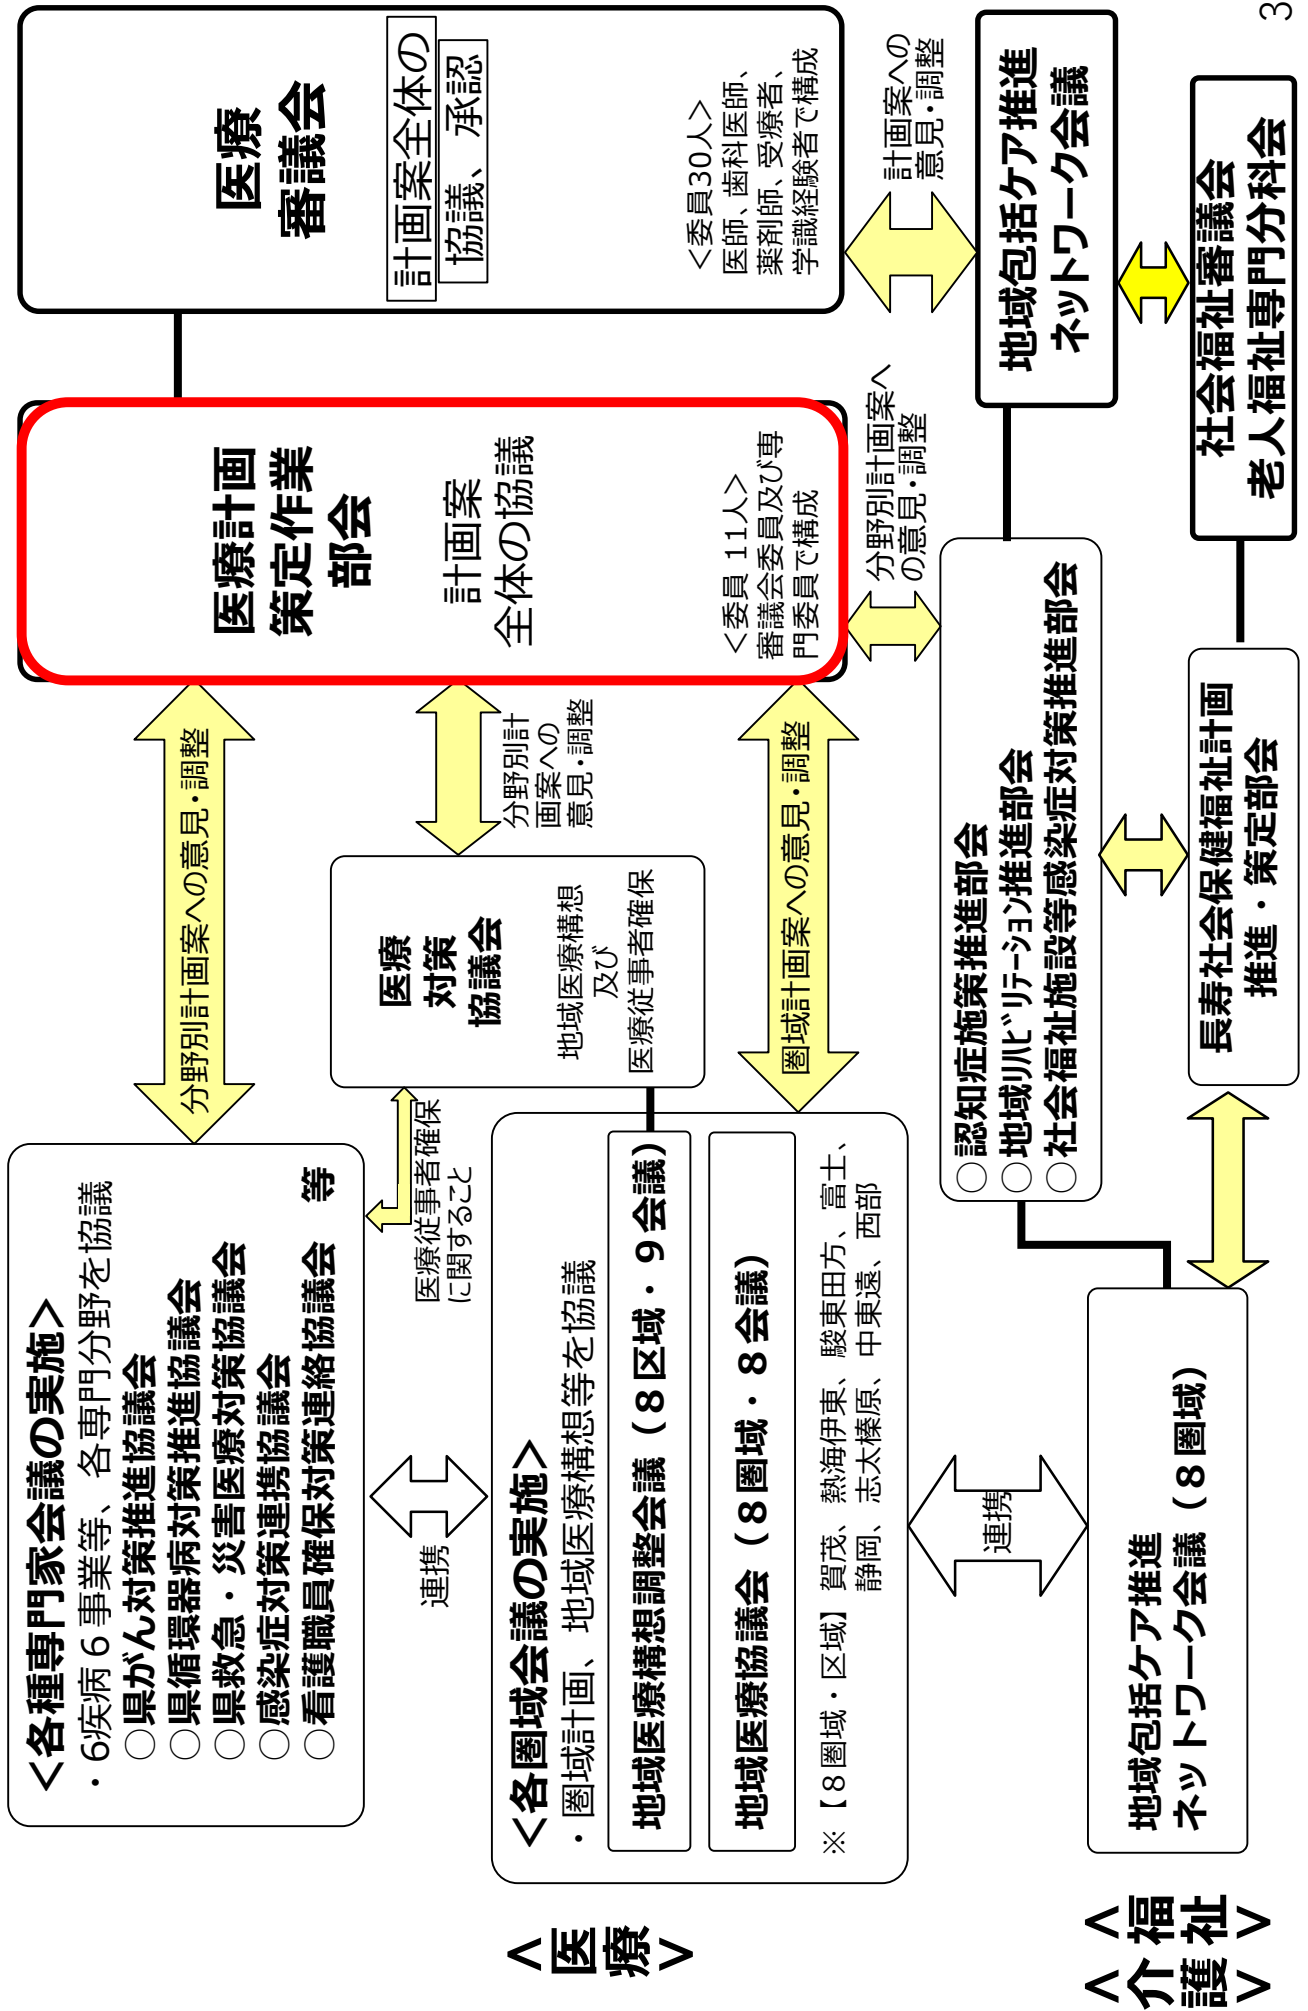 ＜医療＞
＜各種専門家会議の実施＞
・6疾病６事業等、各専門分野を協議
○県がん対策推進協議会
○県循環器病対策推進協議会
○県救急・災害医療対策協議会
○感染症対策連携協議会
○看護職員確保対策連絡協議会　等
連携
＜各圏域会議の実施＞
・圏域計画、地域医療構想等を協議
地域医療構想調整会議（８区域・９会議）
地域医療協議会（８圏域・８会議）
※【８圏域・区域】賀茂、熱海伊東、駿東田方、富士、
静岡、志太榛原、中東遠、西部
医療従事者確保
に関すること
医療
対策
協議会
地域医療構想
及び
医療従事者確保
分野別計画案への意見・調整
分野別計
画案への
意見・調整
圏域計画案への意見・調整
医療計画
策定作業
部会
計画案
全体の協議
＜委員 11人＞
審議会委員及び専
門委員で構成
医療
審議会
計画案全体の
協議、承認
＜委員30人＞
医師、歯科医師、
薬剤師、受療者、
学識経験者で構成
分野別計画案へ
の意見・調整
計画案への
意見・調整
連携
＜介護＞
＜福祉＞
地域包括ケア推進
ネットワーク会議（８圏域）
○認知症施策推進部会
○地域ﾘﾊﾋﾞﾘﾃｰｼｮﾝ推進部会
○社会福祉施設等感染症対策推進部会
地域包括ケア推進
ネットワーク会議
長寿社会保健福祉計画
推進・策定部会
社会福祉審議会
老人福祉専門分科会
3